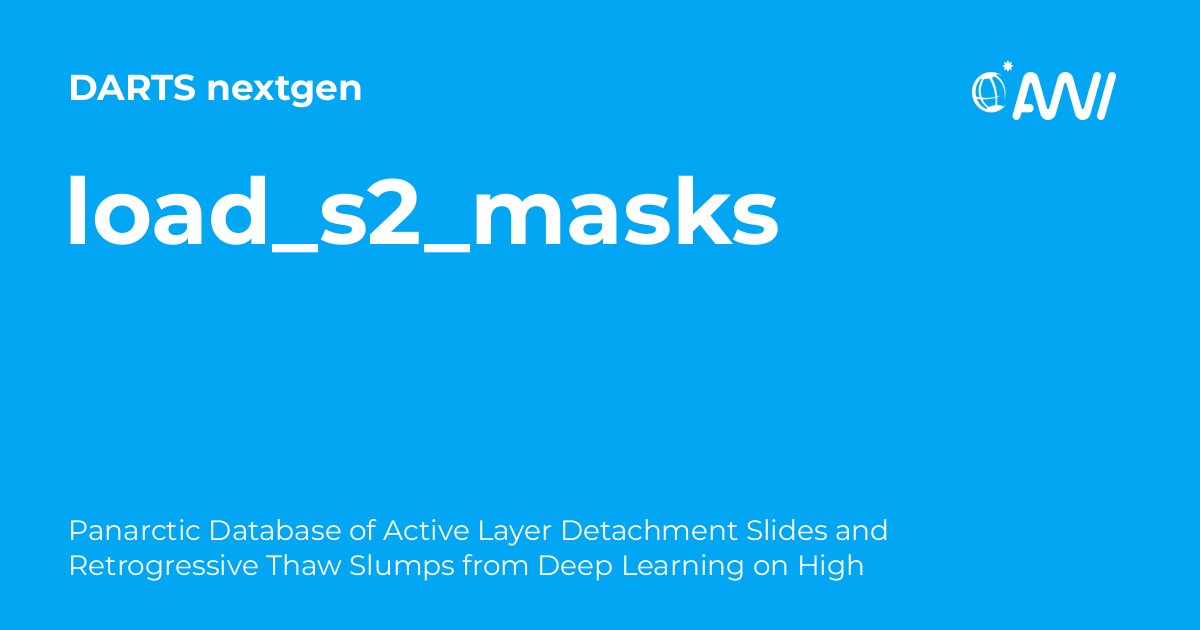 DARTS nextgen
AWI
load_s2_masks
Panarctic Database of Active Layer Detachment Slides and
Retrogressive Thaw Slumps from Deep Learning on High